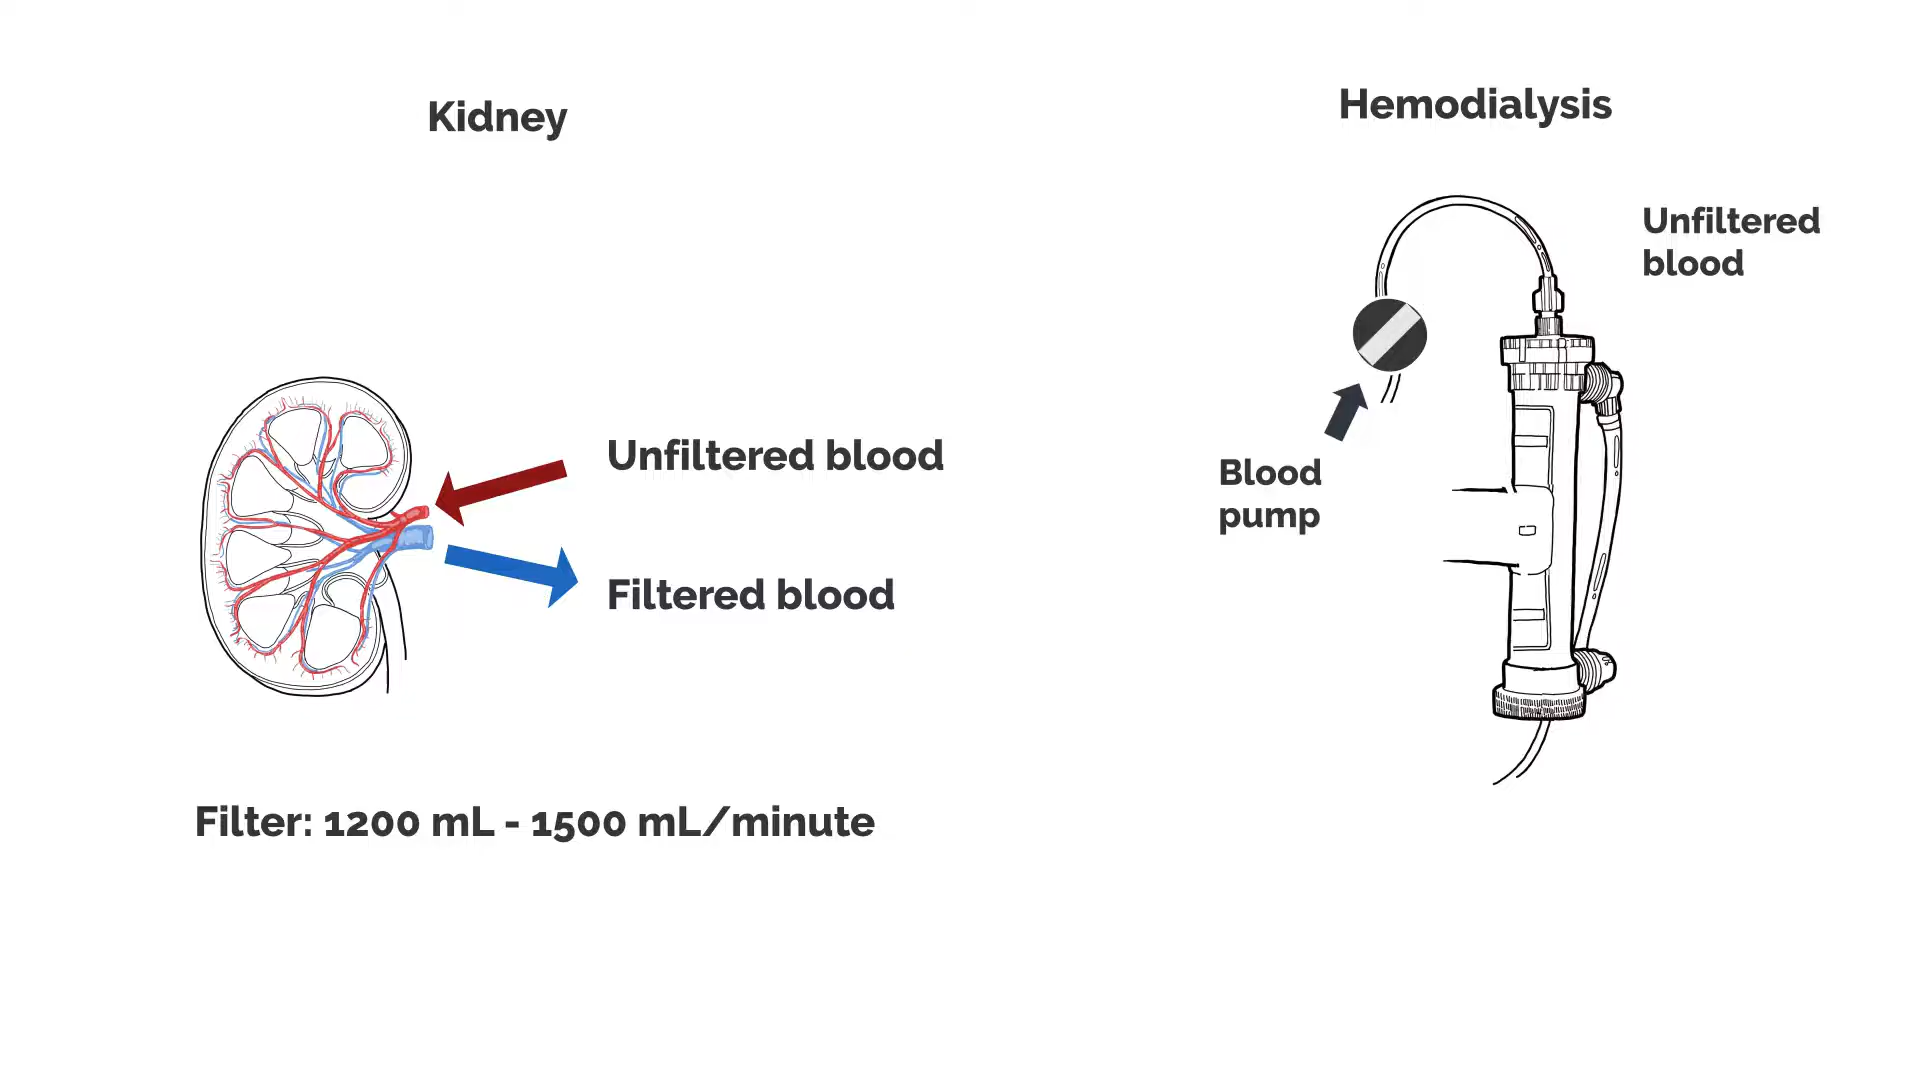 Kidney
Hemodialysis
Unfiltered
blood
Unfiltered blood
Blood
pump
Filtered blood
Filter: 1200 mL - 1500 mL/minute